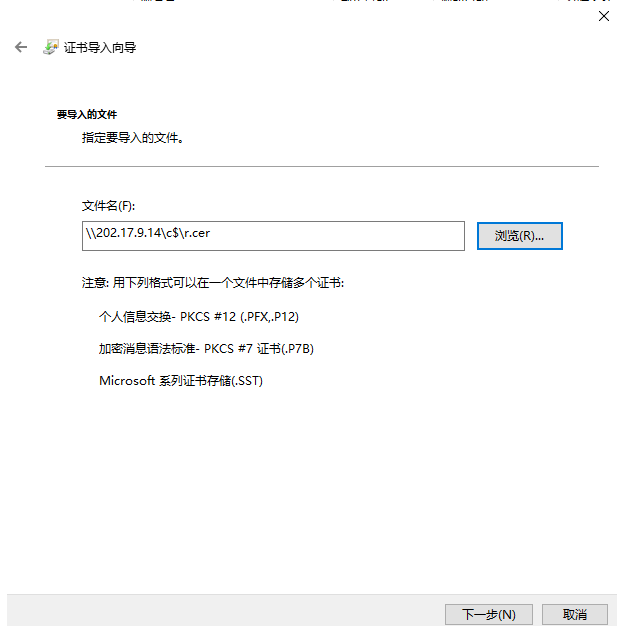 证书导入向导
要导入的文件
指定要导入的文件。
文件名(F):
\\202.17.9.14\c$\r.cer
浏览(R)...
注意: 用下列格式可以在一个文件中存储多个证书:
个人信息交换- PKCS #12 (.PFX,.P12)
加密消息语法标准- PKCS #7 证书(.P7B)
Microsoft 系列证书存储(.SST)
下一步(N)
取消